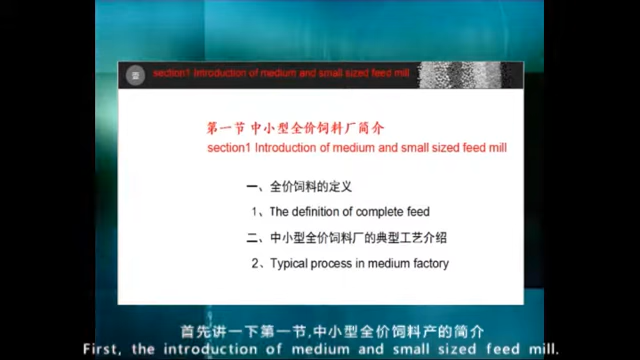 section1 Introduction of medium and small sized feed mill
第一节 中小型全价饲料厂简介
section1 Introduction of medium and small sized feed mill
一、全价饲料的定义
1、The definition of complete feed
二、中小型全价饲料厂的典型工艺介绍
2、Typical process in medium factory
首先讲一下第一节,中小型全价饲料产的简介
First, the introduction of medium and small sized feed mill.